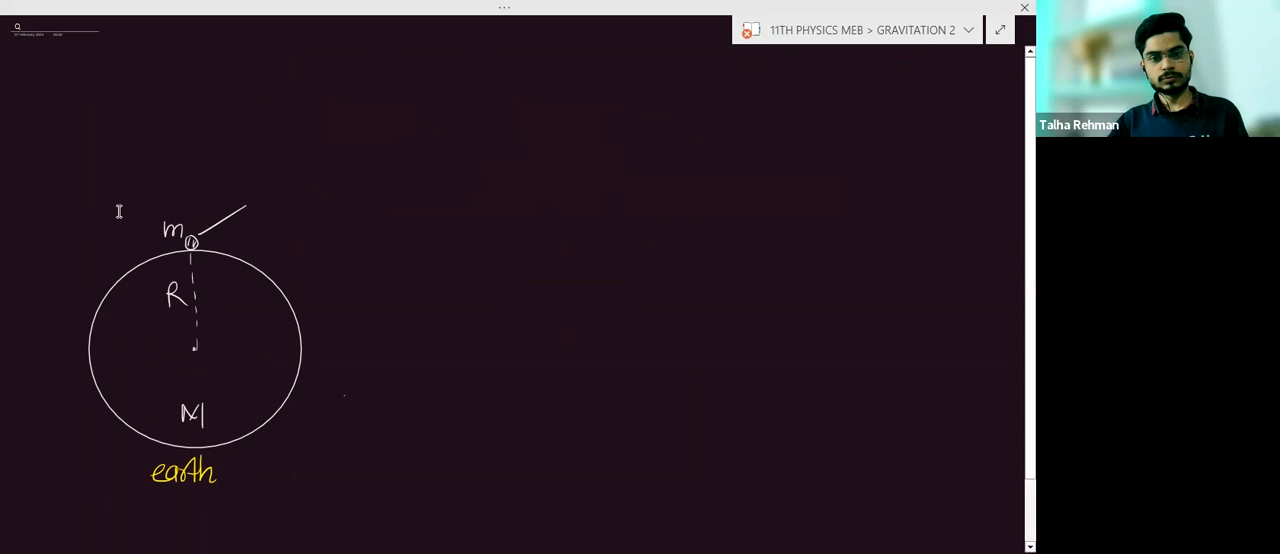 11TH PHYSICS MEB > GRAVITATION 2
Talha Rehman
m
R
M
earth